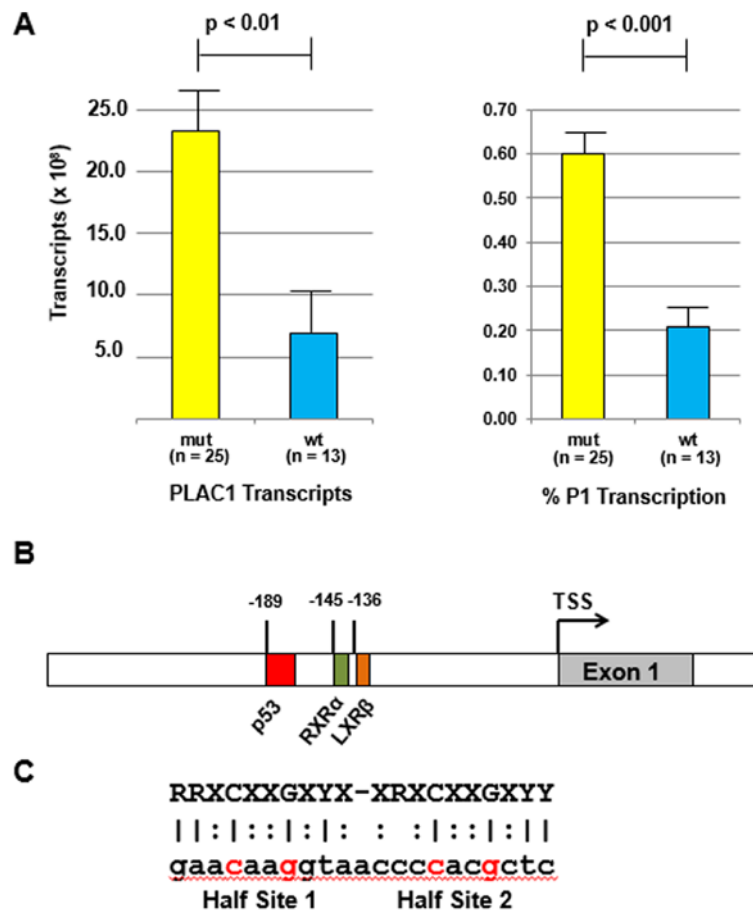 A
p < 0.01
p < 0.001
Transcripts (x 10⁸)
25.0
20.0
15.0
10.0
5.0
mut
(n = 25)
wt
(n = 13)
PLAC1 Transcripts
0.70
0.60
0.50
0.40
0.30
0.20
0.10
0.00
mut
(n = 25)
wt
(n = 13)
% P1 Transcription
B
-189
-145
-136
TSS
Exon 1
p53
RXRα
LXRβ
C
RRXCXXGXYX-XRXCXXGXYY
||:|::|:|: : :|::|:||
gaacaaggtaaccccacgctc
Half Site 1
Half Site 2